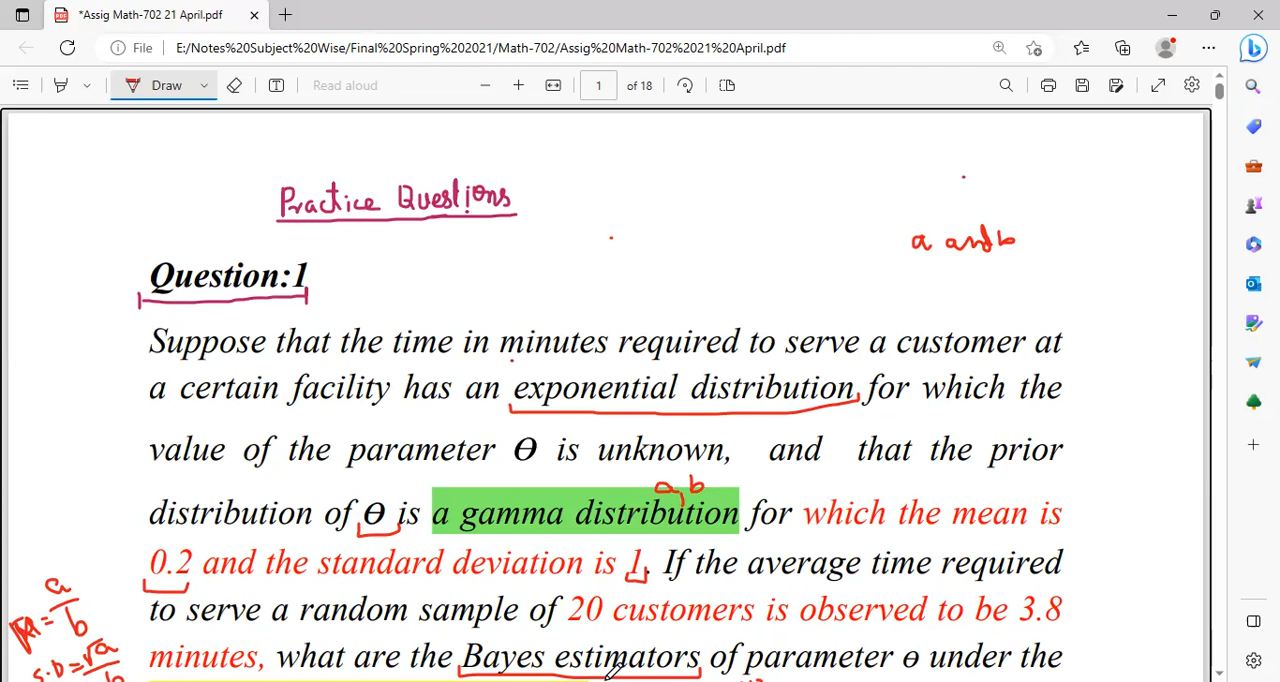 *Assig Math-702 21 April.pdf
File E:/Notes%20Subject%20Wise/Final%20Spring%202021/Math-702/Assig%20Math-702%2021%20April.pdf
Draw Read aloud 1 of 18
Practice Questions
a and b
Question:1
Suppose that the time in minutes required to serve a customer at
a certain facility has an exponential distribution for which the
value of the parameter Ө is unknown, and that the prior
a, b
distribution of Ө is a gamma distribution for which the mean is
0.2 and the standard deviation is 1. If the average time required
a
to serve a random sample of 20 customers is observed to be 3.8
= b
minutes, what are the Bayes estimators of parameter ө under the
S.D = √a
b